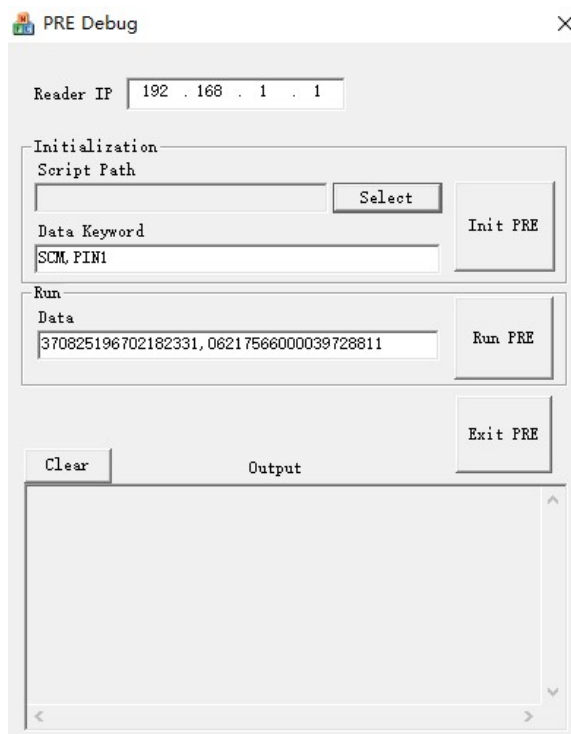 PRE Debug
Reader IP 192 . 168 . 1 . 1
Initialization
Script Path
Select
Init PRE
Data Keyword
SCM,PIN1
Run
Data
370825196702182331,06217566000039728811
Run PRE
Exit PRE
Clear
Output